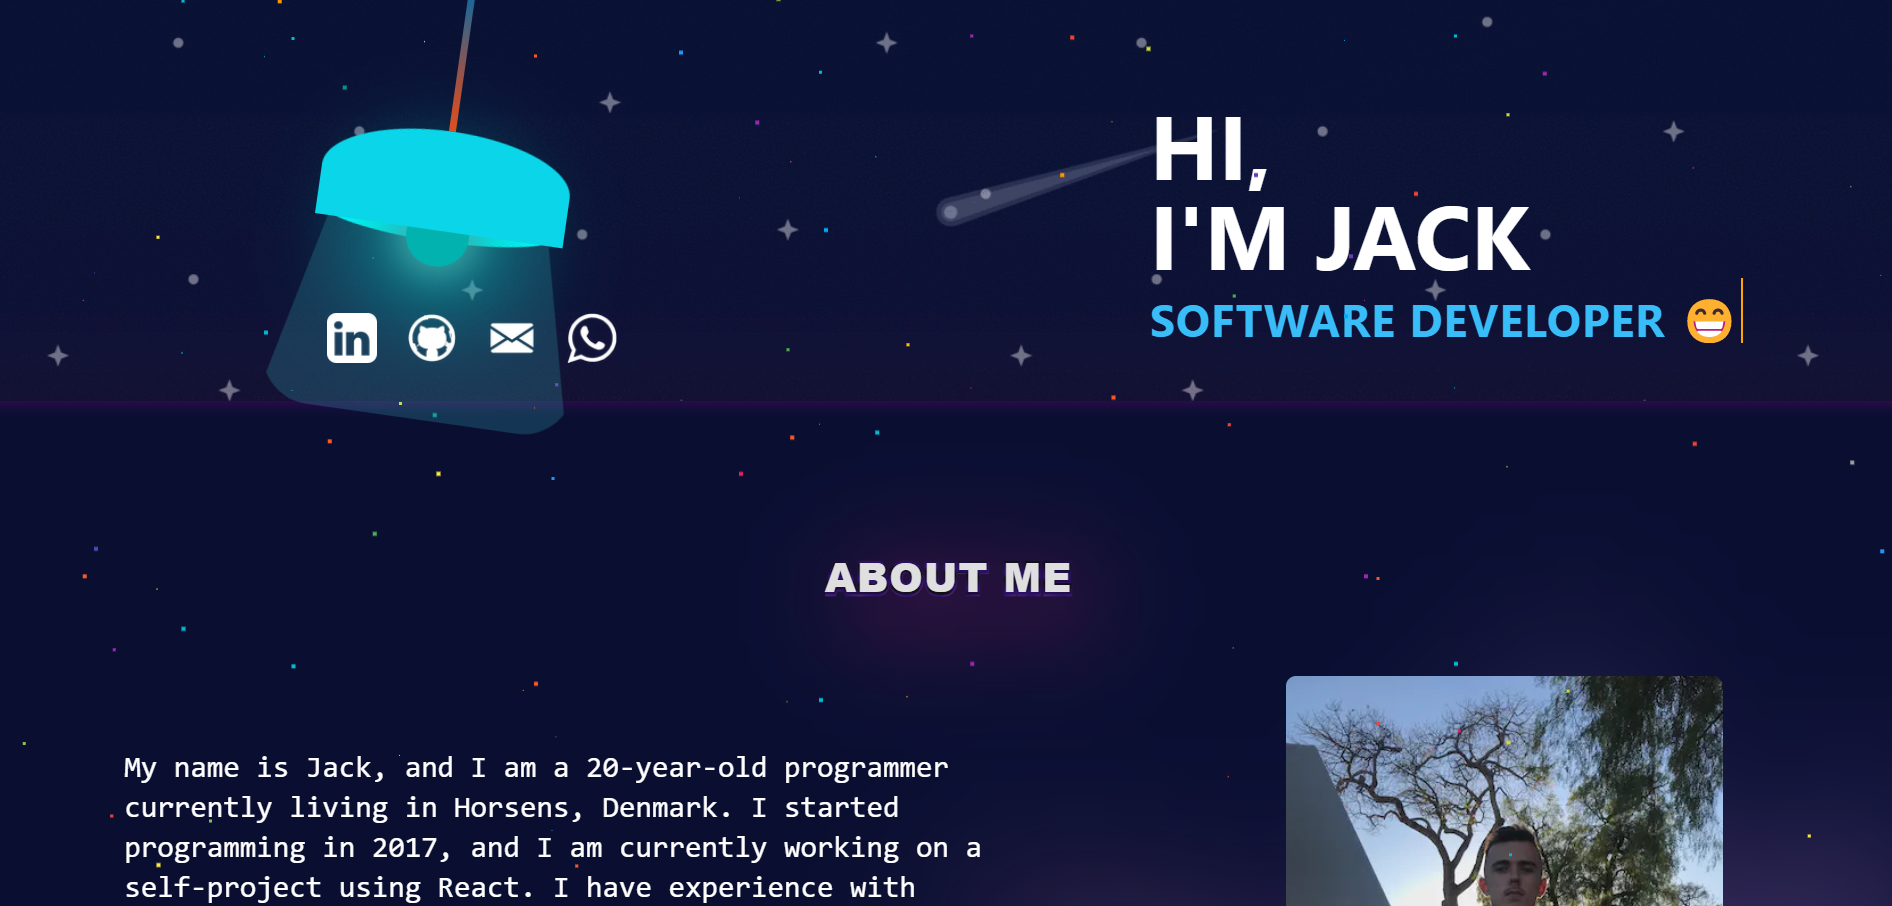 HI,
I'M JACK
SOFTWARE DEVELOPER 😁
in
ABOUT ME
My name is Jack, and I am a 20-year-old programmer
currently living in Horsens, Denmark. I started
programming in 2017, and I am currently working on a
self-project using React. I have experience with